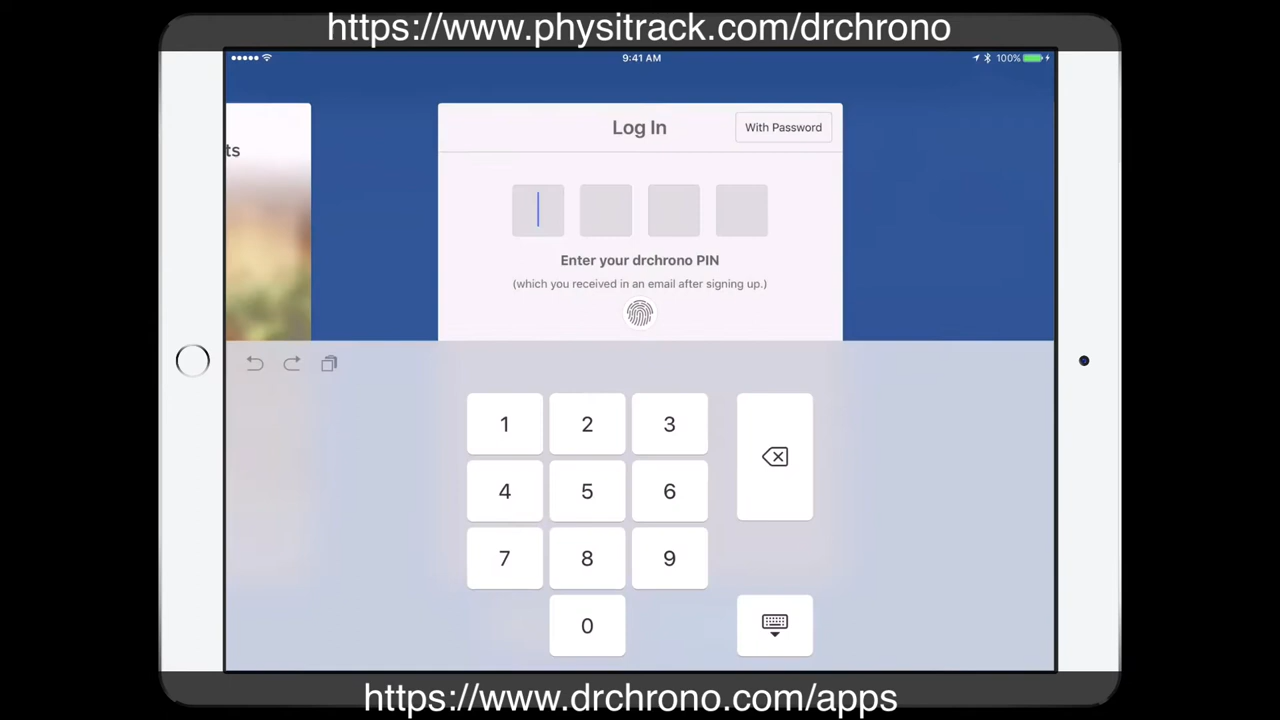 https://www.physitrack.com/drchrono
9:41 AM
100%
ts
Log In
With Password
Enter your drchrono PIN
(which you received in an email after signing up.)
1 2 3
4 5 6
7 8 9
0
https://www.drchrono.com/apps